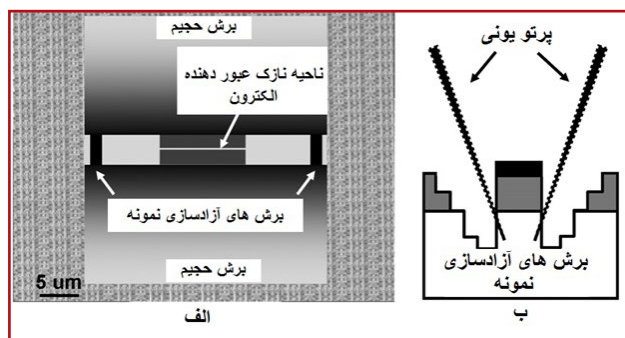 برش حجیم
ناحیه نازک عبور دهنده
الکترون
برش های آزادسازی نمونه
برش حجیم
5 um
الف
پرتو یونی
برش های آزادسازی
نمونه
ب